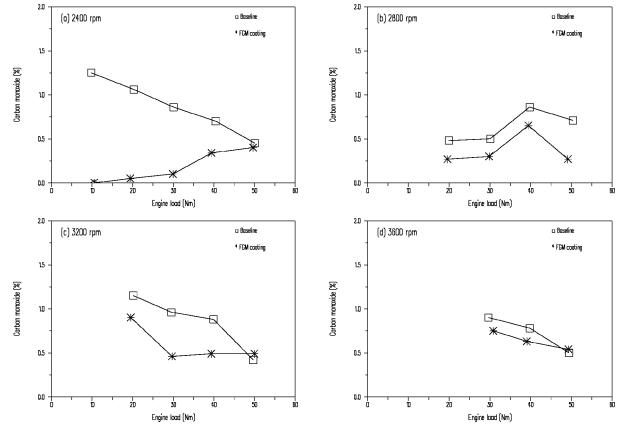 (a) 2400 rpm
Baseline
FGM coating
Carbon monoxide (%)
2.0
1.5
1.0
0.5
0.0
0 10 20 30 40 50 60
Engine load (Nm)
(b) 2800 rpm
Baseline
FGM coating
Carbon monoxide (%)
2.0
1.5
1.0
0.5
0.0
0 10 20 30 40 50 60
Engine load (Nm)
(c) 3200 rpm
Baseline
FGM coating
Carbon monoxide (%)
2.0
1.5
1.0
0.5
0.0
0 10 20 30 40 50 60
Engine load (Nm)
(d) 3600 rpm
Baseline
FGM coating
Carbon monoxide (%)
2.0
1.5
1.0
0.5
0.0
0 10 20 30 40 50 60
Engine load (Nm)